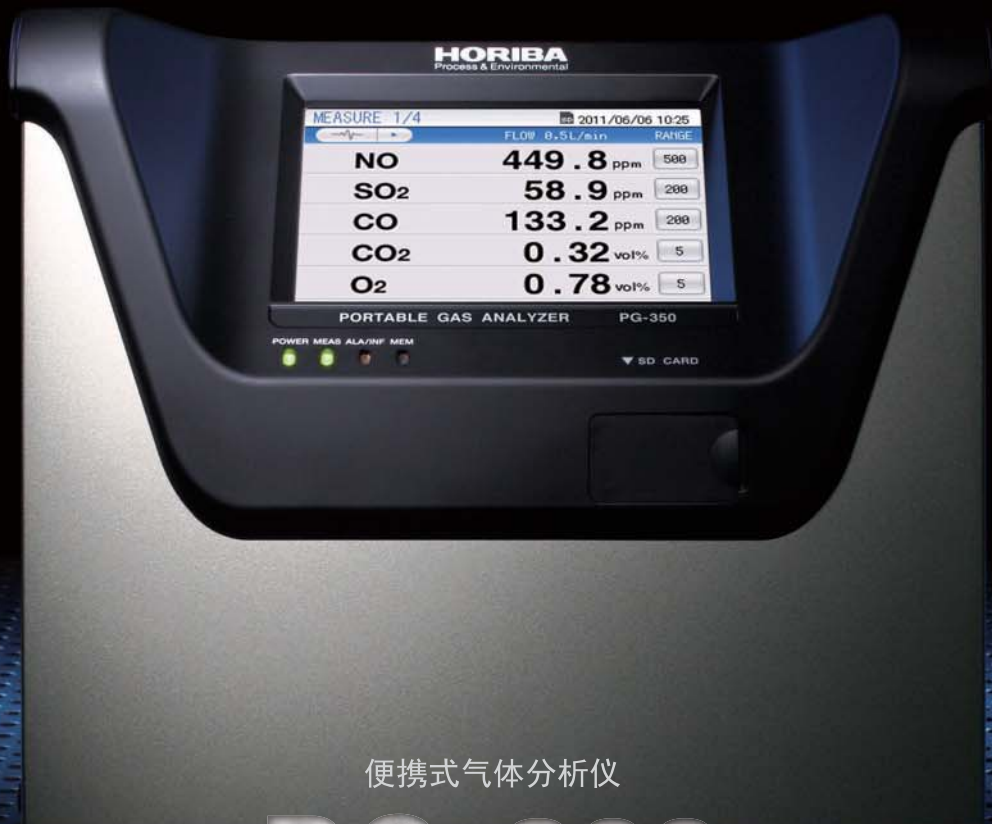 HORIBA
Process & Environmental
MEASURE 1/4 2011/06/06 10:25
FLOW 0.5L/min RANGE
NO 449.8 ppm 500
SO2 58.9 ppm 200
CO 133.2 ppm 200
CO2 0.32 vol% 5
O2 0.78 vol% 5
PORTABLE GAS ANALYZER PG-350
POWER MEAS ALA/INF MEM
▼ SD CARD
便携式气体分析仪